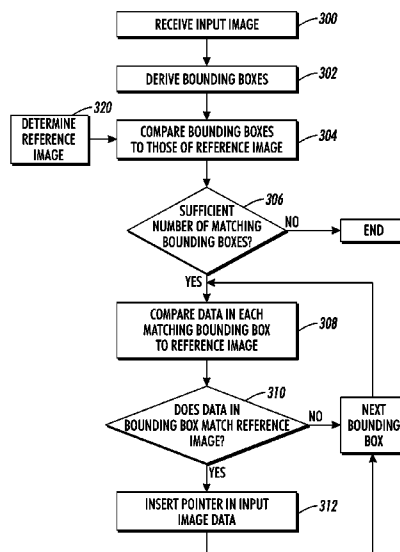 RECEIVE INPUT IMAGE
300
DERIVE BOUNDING BOXES
302
320
DETERMINE
REFERENCE
IMAGE
COMPARE BOUNDING BOXES
TO THOSE OF REFERENCE IMAGE
304
306
SUFFICIENT
NUMBER OF MATCHING
BOUNDING BOXES?
NO
END
YES
COMPARE DATA IN EACH
MATCHING BOUNDING BOX
TO REFERENCE IMAGE
308
310
DOES DATA IN
BOUNDING BOX MATCH REFERENCE
IMAGE?
NO
NEXT
BOUNDING
BOX
YES
INSERT POINTER IN INPUT
IMAGE DATA
312